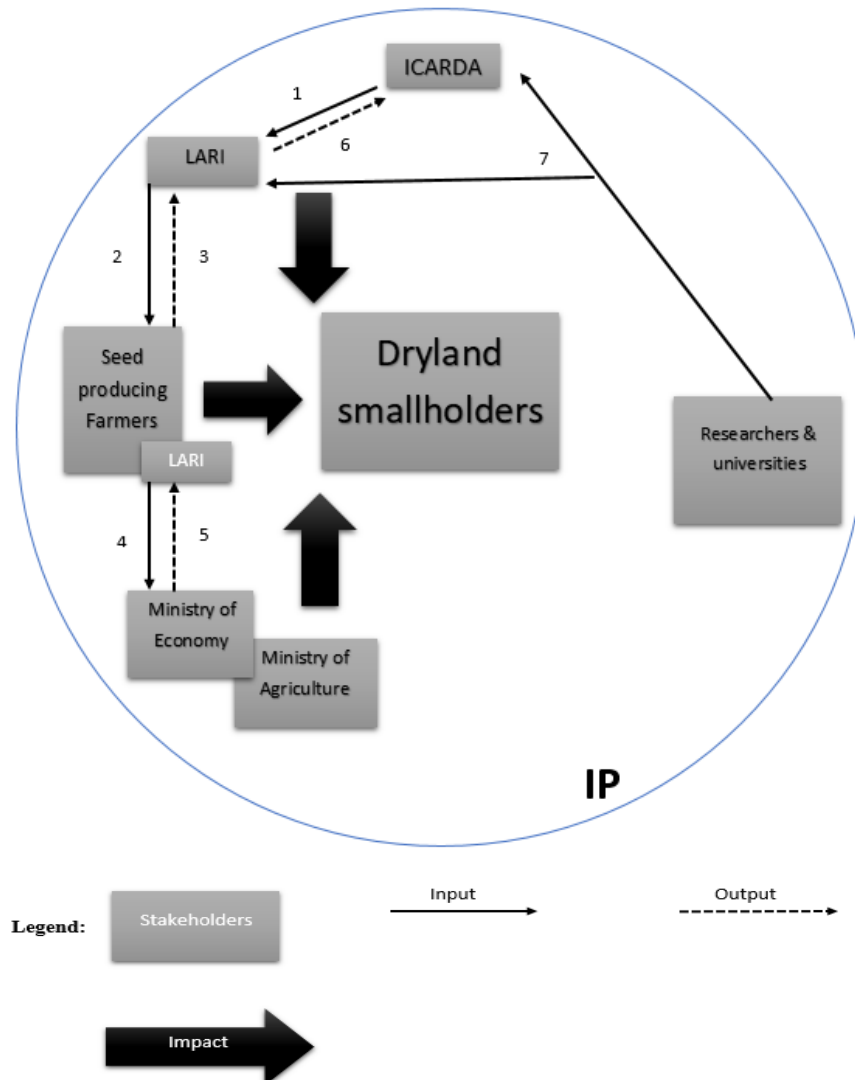 ICARDA
1
6
LARI
7
2
3
Seed
producing
Farmers
Dryland
smallholders
Researchers &
universities
LARI
4
5
Ministry of
Economy
Ministry of
Agriculture
IP
Legend:
Stakeholders
Input
Output
Impact